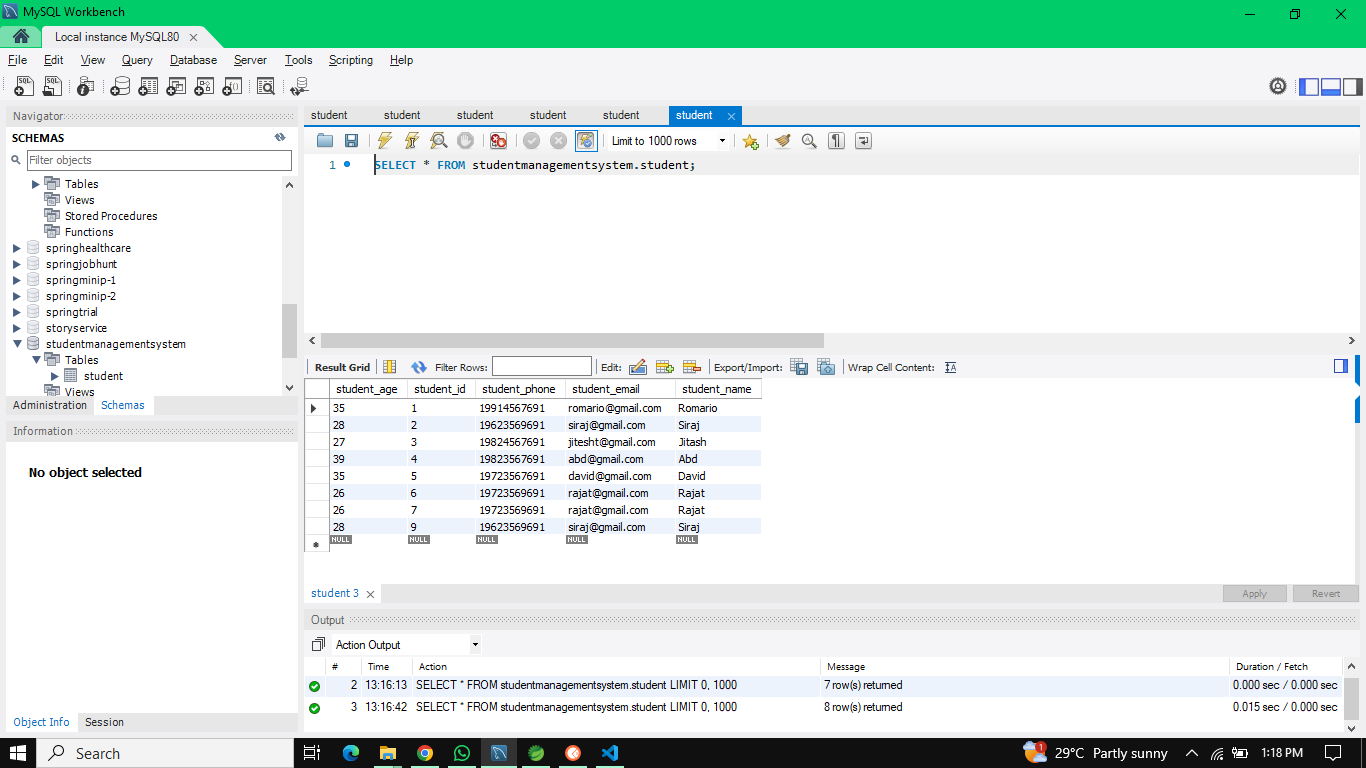 MySQL Workbench
Local instance MySQL80
File Edit View Query Database Server Tools Scripting Help
Navigator
SCHEMAS
Filter objects
Tables
Views
Stored Procedures
Functions
springhealthcare
springjobhunt
springminip-1
springminip-2
springtrial
storyservice
studentmanagementsystem
Tables
student
Views
Administration Schemas
Information
No object selected
Object Info Session
student student student student student student
Limit to 1000 rows
1 SELECT * FROM studentmanagementsystem.student;
Result Grid Filter Rows: Edit: Export/Import: Wrap Cell Content:
student_age student_id student_phone student_email student_name
35 1 19914567691 romario@gmail.com Romario
28 2 19623569691 siraj@gmail.com Siraj
27 3 19824567691 jitesht@gmail.com Jitash
39 4 19823567691 abd@gmail.com Abd
35 5 19723567691 david@gmail.com David
26 6 19723569691 rajat@gmail.com Rajat
26 7 19723569691 rajat@gmail.com Rajat
28 9 19623569691 siraj@gmail.com Siraj
NULL NULL NULL NULL NULL
student 3
Apply Revert
Output
Action Output
# Time Action Message Duration / Fetch
2 13:16:13 SELECT * FROM studentmanagementsystem.student LIMIT 0, 1000 7 row(s) returned 0.000 sec / 0.000 sec
3 13:16:42 SELECT * FROM studentmanagementsystem.student LIMIT 0, 1000 8 row(s) returned 0.015 sec / 0.000 sec
Search
1
29°C Partly sunny
1:18 PM